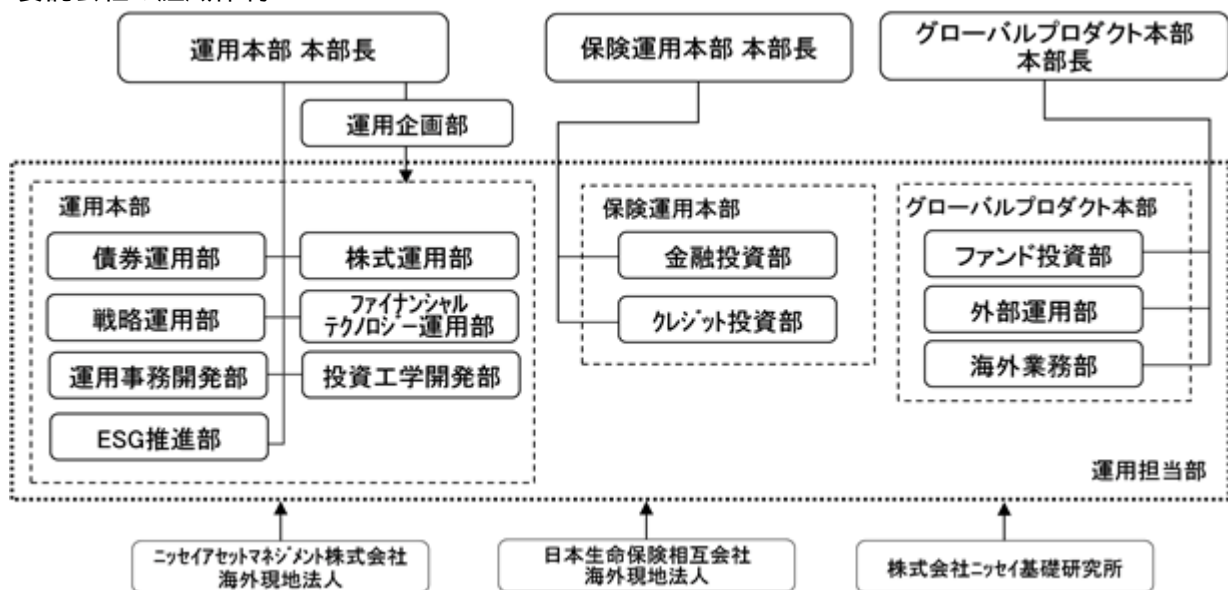 運用本部 本部長
保険運用本部 本部長
グローバルプロダクト本部
本部長
運用企画部
運用本部
債券運用部
株式運用部
戦略運用部
ファイナンシャル
テクノロジー運用部
運用事務開発部
投資工学開発部
ESG推進部
保険運用本部
金融投資部
クレジット投資部
グローバルプロダクト本部
ファンド投資部
外部運用部
海外業務部
運用担当部
ニッセイアセットマネジメント株式会社
海外現地法人
日本生命保険相互会社
海外現地法人
株式会社ニッセイ基礎研究所